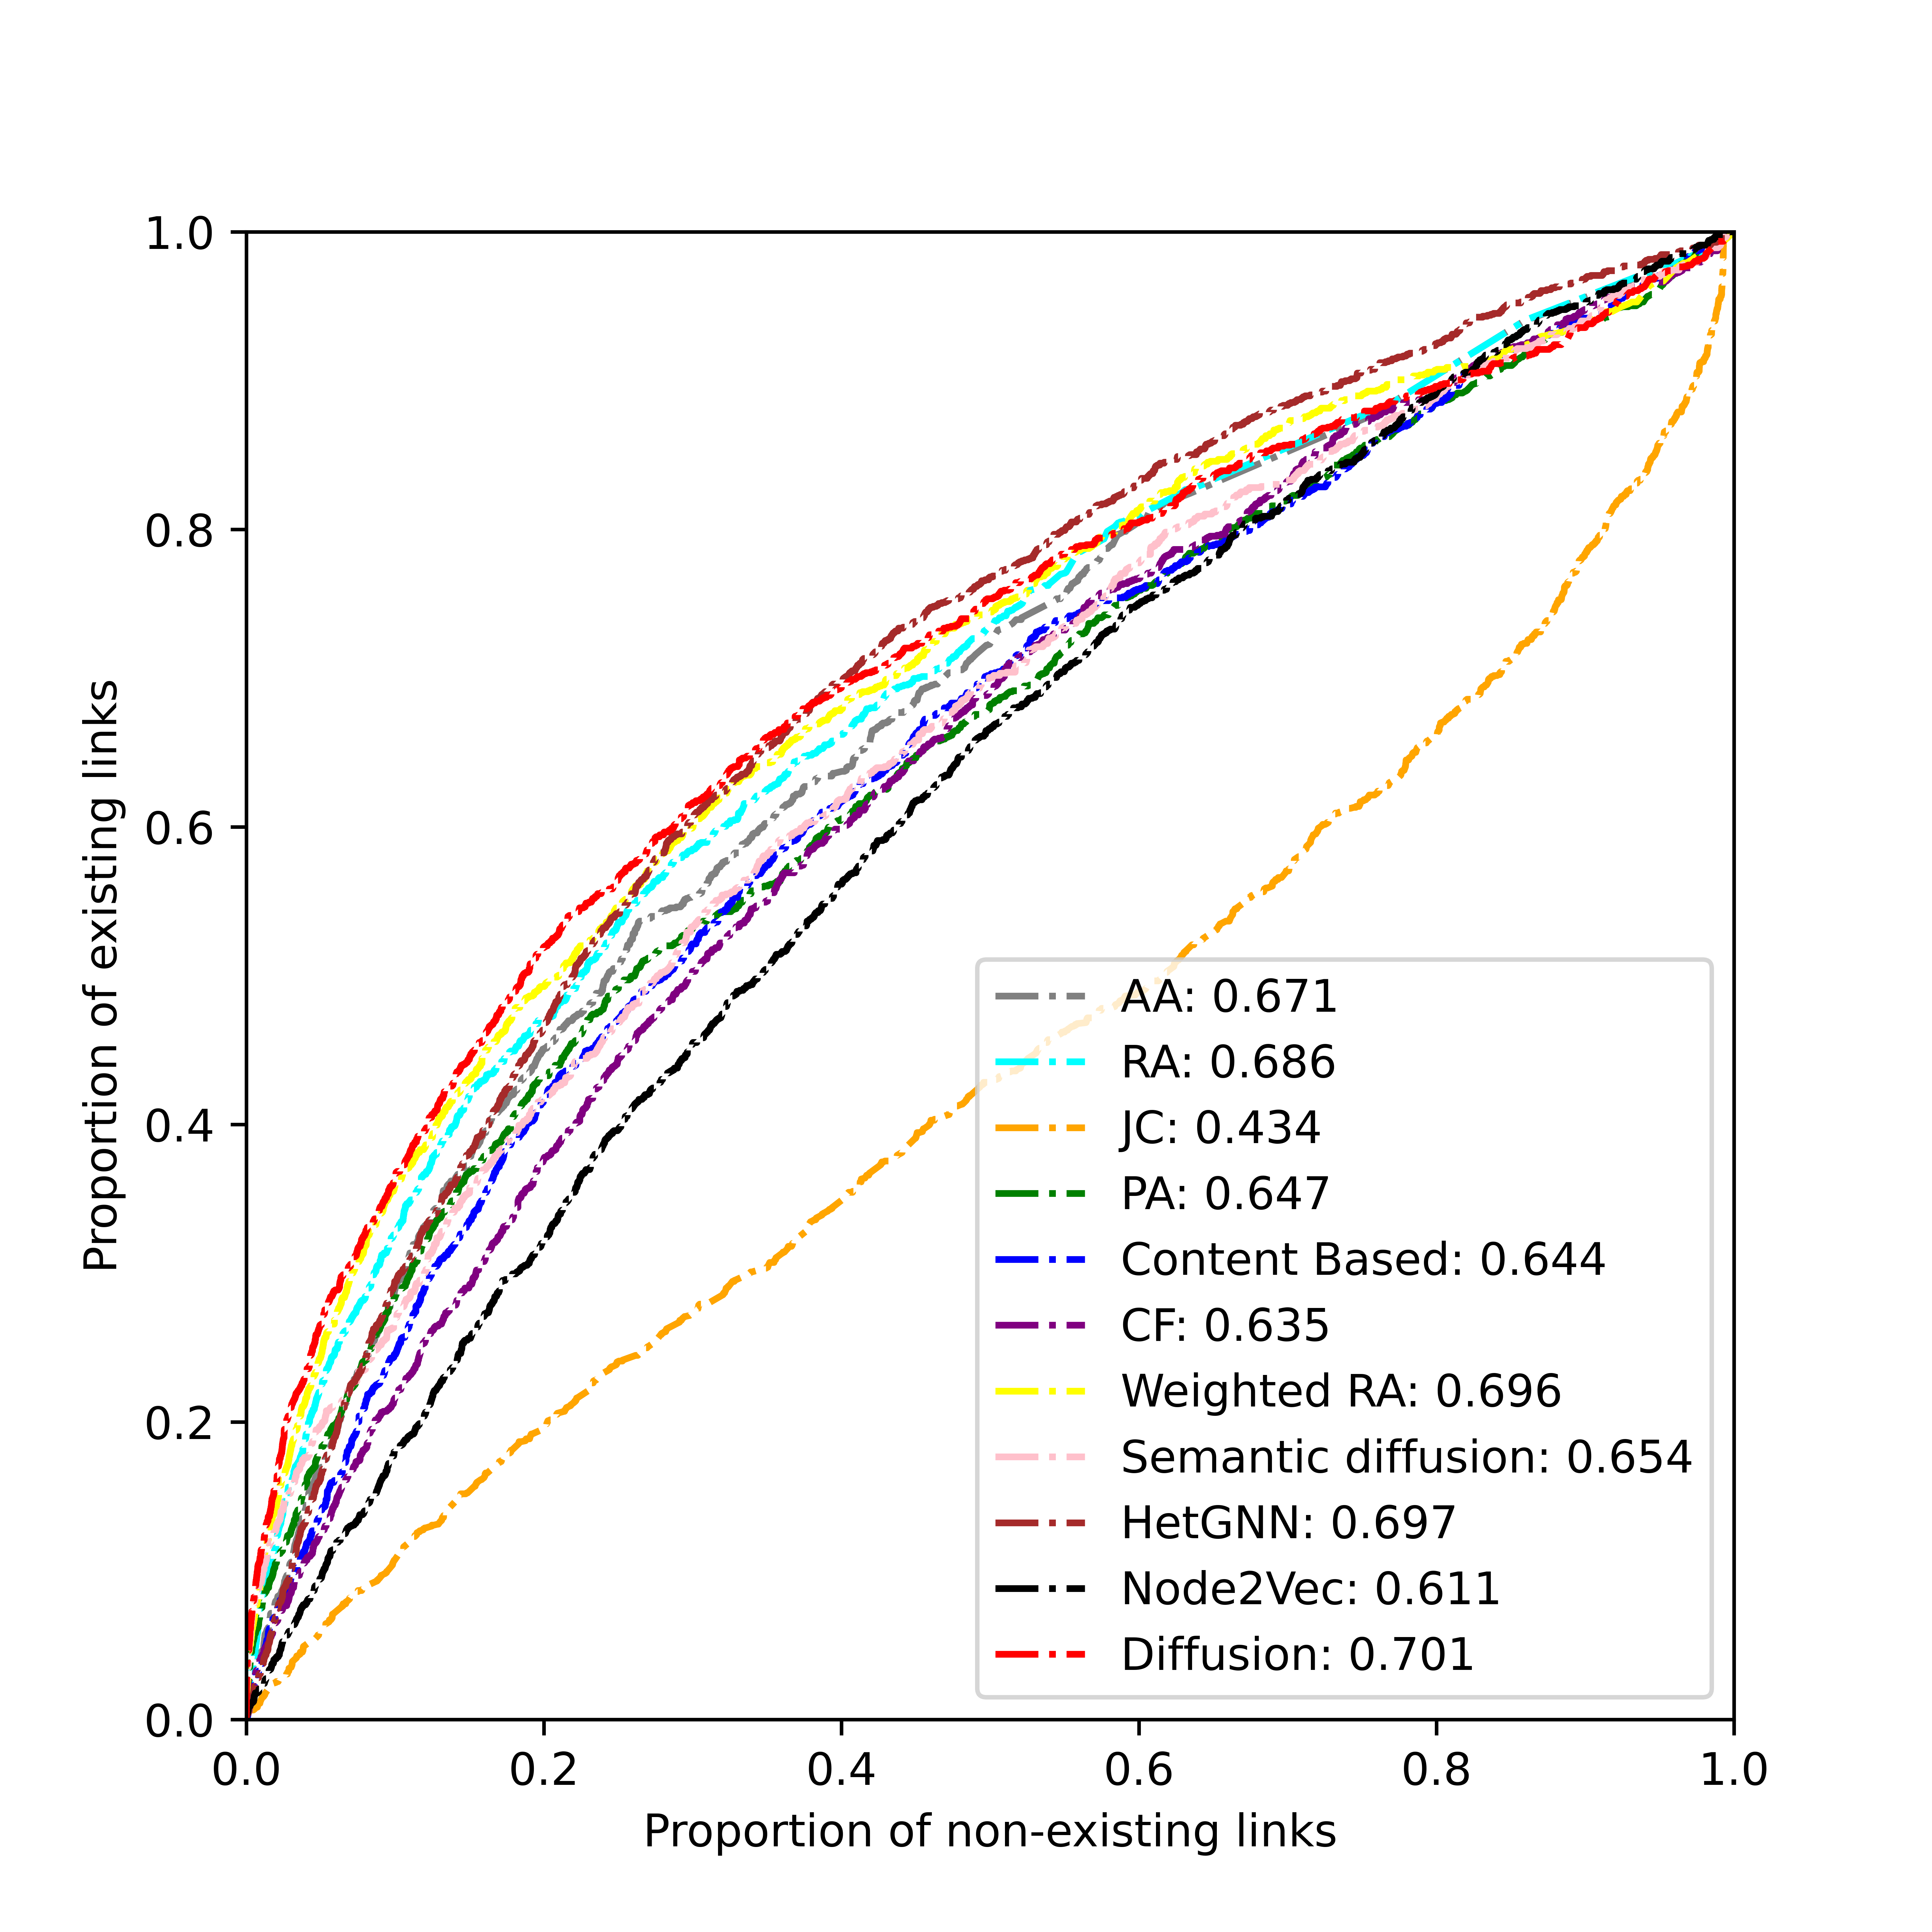 1.0
0.8
0.6
0.4
0.2
0.0
Proportion of existing links
AA: 0.671
RA: 0.686
JC: 0.434
PA: 0.647
Content Based: 0.644
CF: 0.635
Weighted RA: 0.696
Semantic diffusion: 0.654
HetGNN: 0.697
Node2Vec: 0.611
Diffusion: 0.701
0.0 0.2 0.4 0.6 0.8 1.0
Proportion of non-existing links